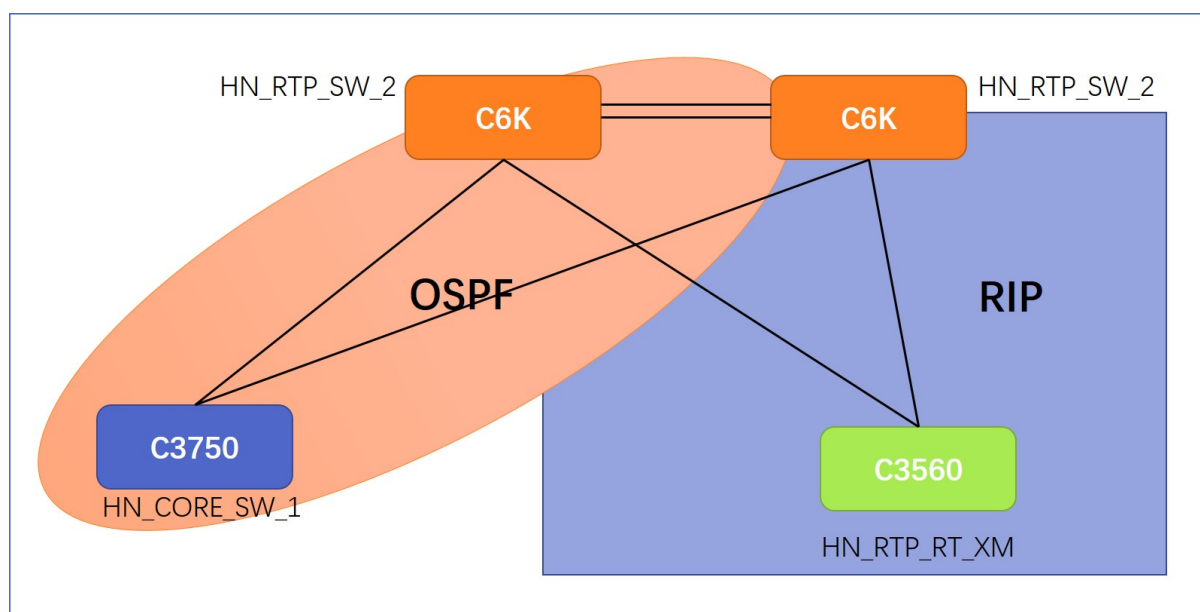 HN_RTP_SW_2
C6K
C6K
HN_RTP_SW_2
OSPF
RIP
C3750
HN_CORE_SW_1
C3560
HN_RTP_RT_XM